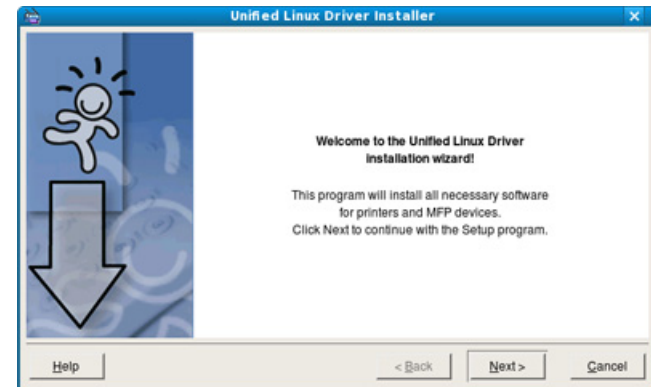 Unified Linux Driver Installer
Welcome to the Unified Linux Driver
installation wizard!
This program will install all necessary software
for printers and MFP devices.
Click Next to continue with the Setup program.
Help
< Back
Next >
Cancel